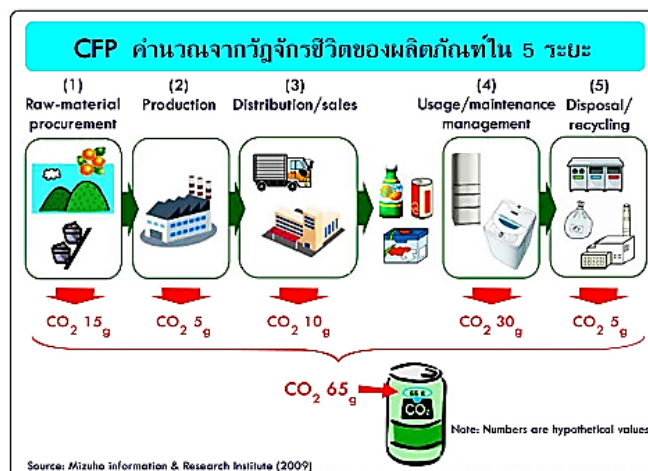 CFP คำนวณจากวัฏจักรชีวิตของผลิตภัณฑ์ใน 5 ระยะ
(1)
Raw-material
procurement
(2)
Production
(3)
Distribution/sales
(4)
Usage/maintenance
management
(5)
Disposal/
recycling
CO2 15g
CO2 5g
CO2 10g
CO2 30g
CO2 5g
CO2 65g
65 g
CO2
Note: Numbers are hypothetical values
Source: Mizuho information & Research Institute (2009)